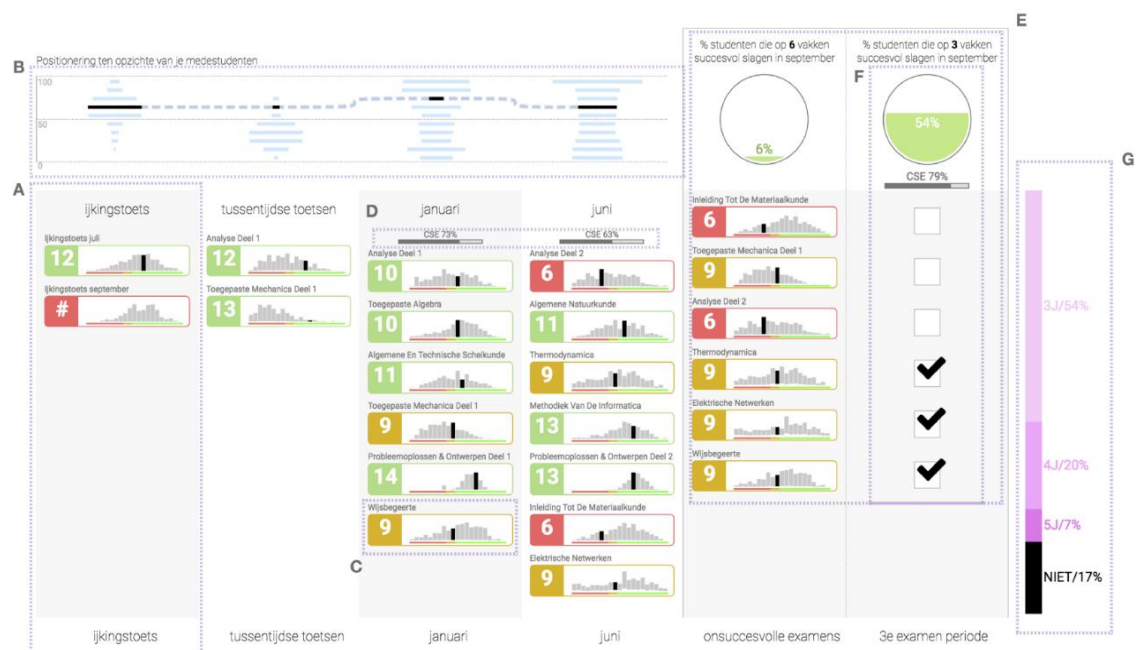 E
% studenten die op 6 vakken
succesvol slagen in september
% studenten die op 3 vakken
succesvol slagen in september
B
Positionering ten opzichte van je medestudenten
100
50
0
F
6%
54%
CSE 79%
G
A
ijkingstoets
tussentijdse toetsen
D
januari
juni
CSE 73%
CSE 63%
Ijkingstoets juli
12
Ijkingstoets september
#
Analyse Deel 1
12
Toegepaste Mechanica Deel 1
13
Analyse Deel 1
10
Toegepaste Algebra
10
Algemene En Technische Scheikunde
11
Toegepaste Mechanica Deel 1
9
Probleemoplossen & Ontwerpen Deel 1
14
Wijsbegeerte
9
C
Analyse Deel 2
6
Algemene Natuurkunde
11
Thermodynamica
9
Methodiek Van De Informatica
13
Probleemoplossen & Ontwerpen Deel 2
13
Inleiding Tot De Materiaalkunde
6
Elektrische Netwerken
9
Inleiding Tot De Materiaalkunde
6
Toegepaste Mechanica Deel 1
9
Analyse Deel 2
6
Thermodynamica
9
Elektrische Netwerken
9
Wijsbegeerte
9
3J/54%
4J/20%
5J/7%
NIET/17%
ijkingstoets
tussentijdse toetsen
januari
juni
onsuccesvolle examens
3e examen periode